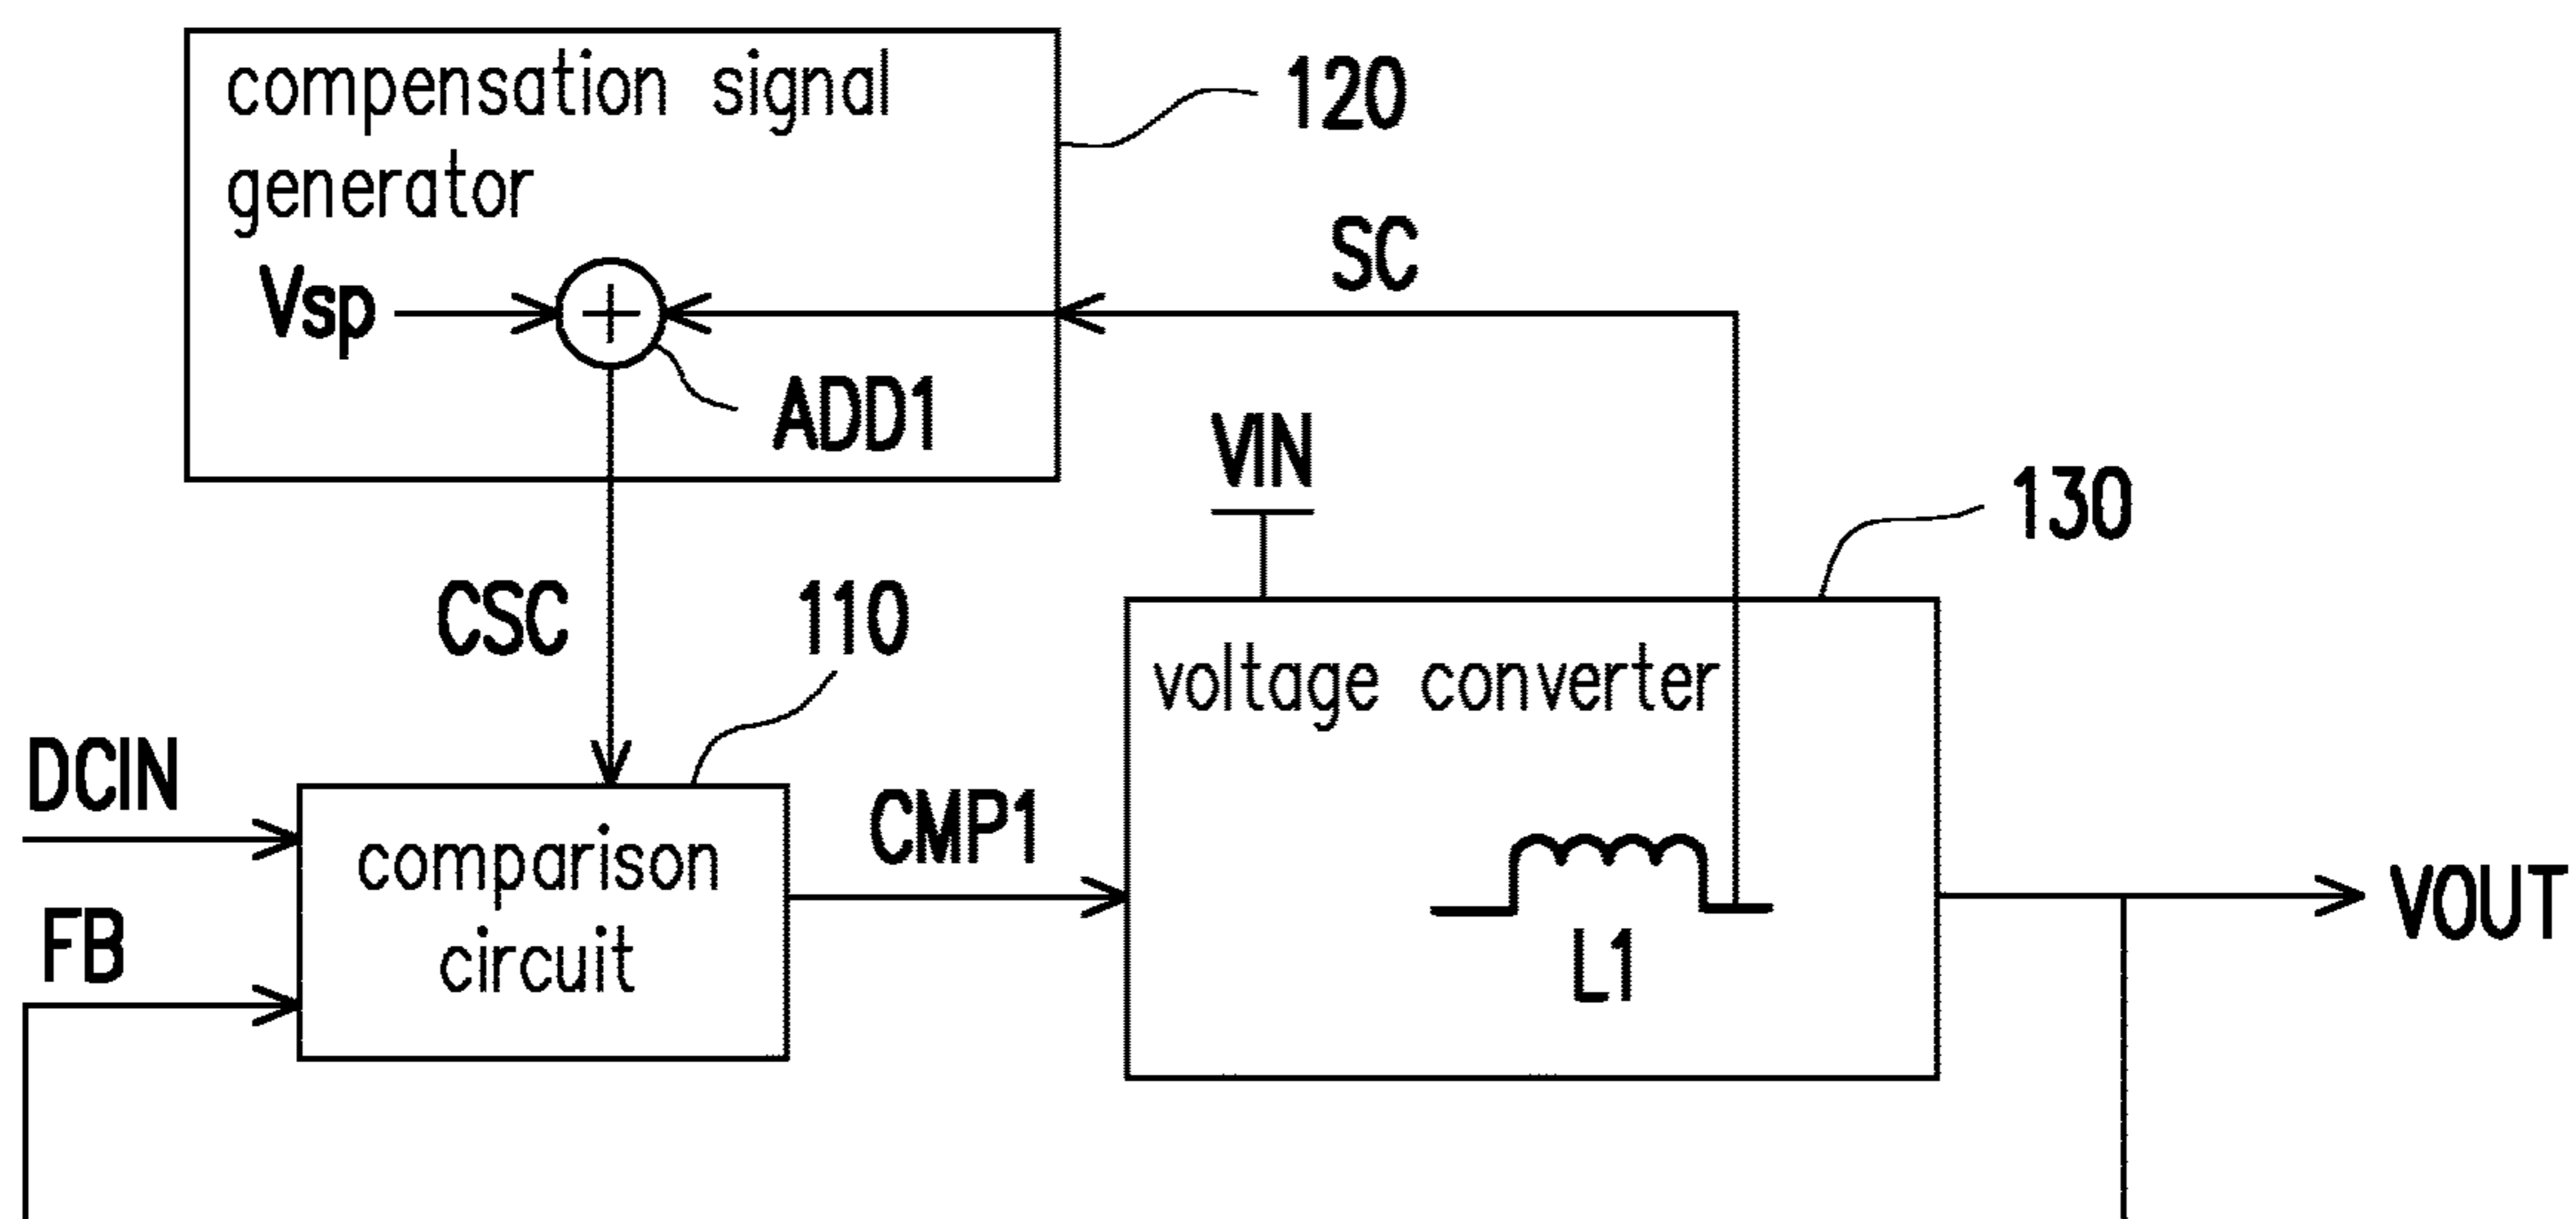 compensation signal
generator
120
SC
Vsp
ADD1
VIN
130
CSC
110
voltage converter
DCIN
CMP1
comparison
circuit
FB
VOUT
L1